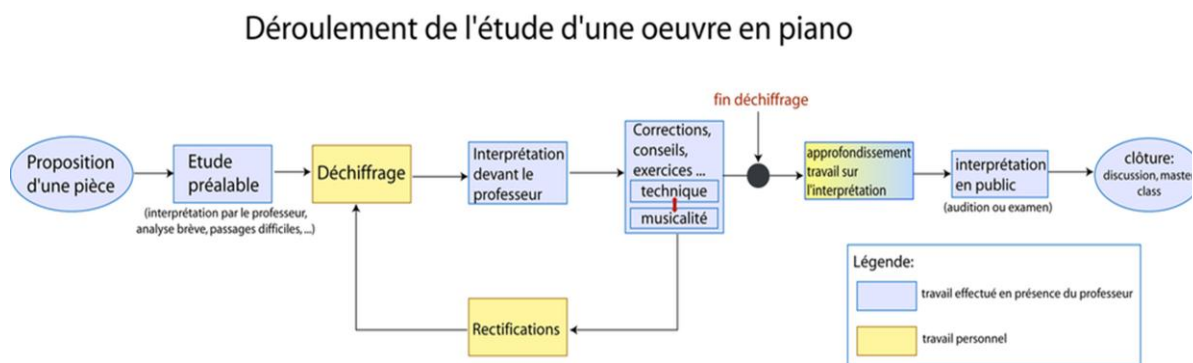 Déroulement de l'étude d'une oeuvre en piano
Proposition
d'une pièce
Etude
préalable
(interprétation par le professeur,
analyse brève, passages difficiles, ...)
Déchiffrage
Interprétation
devant le
professeur
Corrections,
conseils,
exercices ...
technique
musicalité
fin déchiffrage
approfondissement
travail sur
l'interprétation
interprétation
en public
(audition ou examen)
clôture:
discussion, master
class
Rectifications
Légende:
travail effectué en présence du professeur
travail personnel